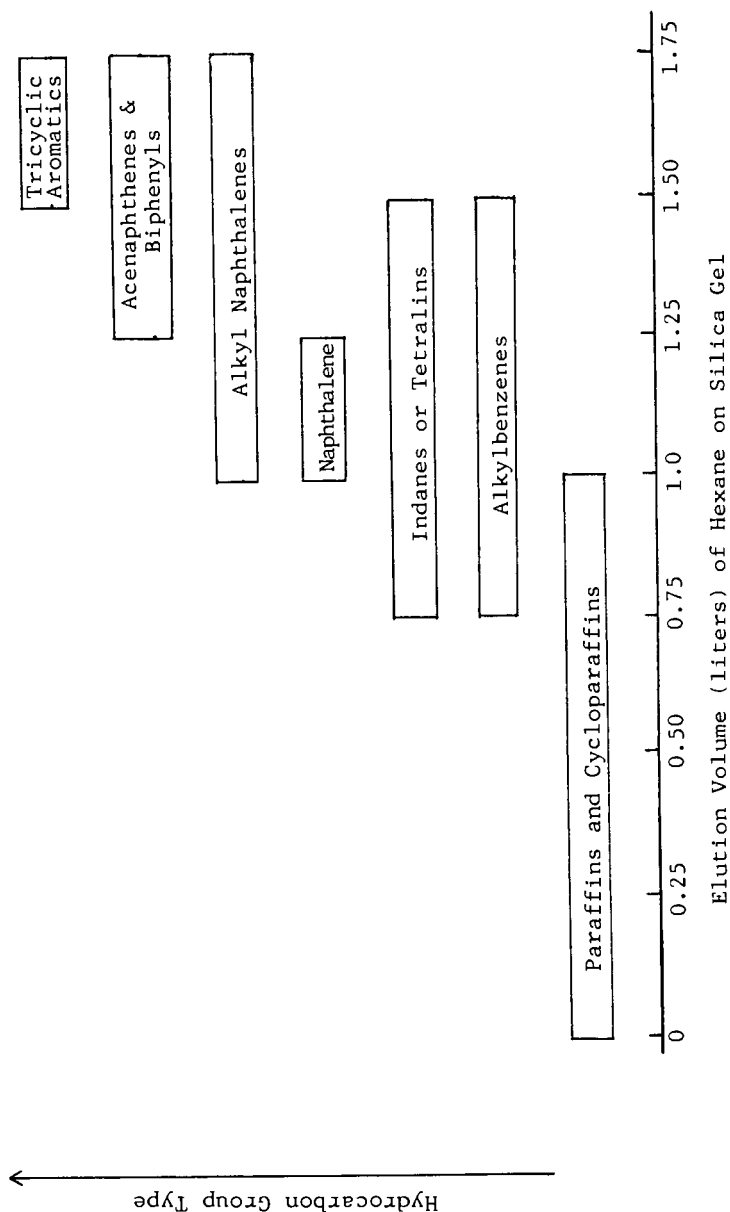 Tricyclic
Aromatics
Acenaphthenes &
Biphenyls
Alkyl Naphthalenes
Naphthalene
Indanes or Tetralins
Alkylbenzenes
Paraffins and Cycloparaffins
0 0.25 0.50 0.75 1.0 1.25 1.50 1.75
Elution Volume (liters) of Hexane on Silica Gel
Hydrocarbon Group Type